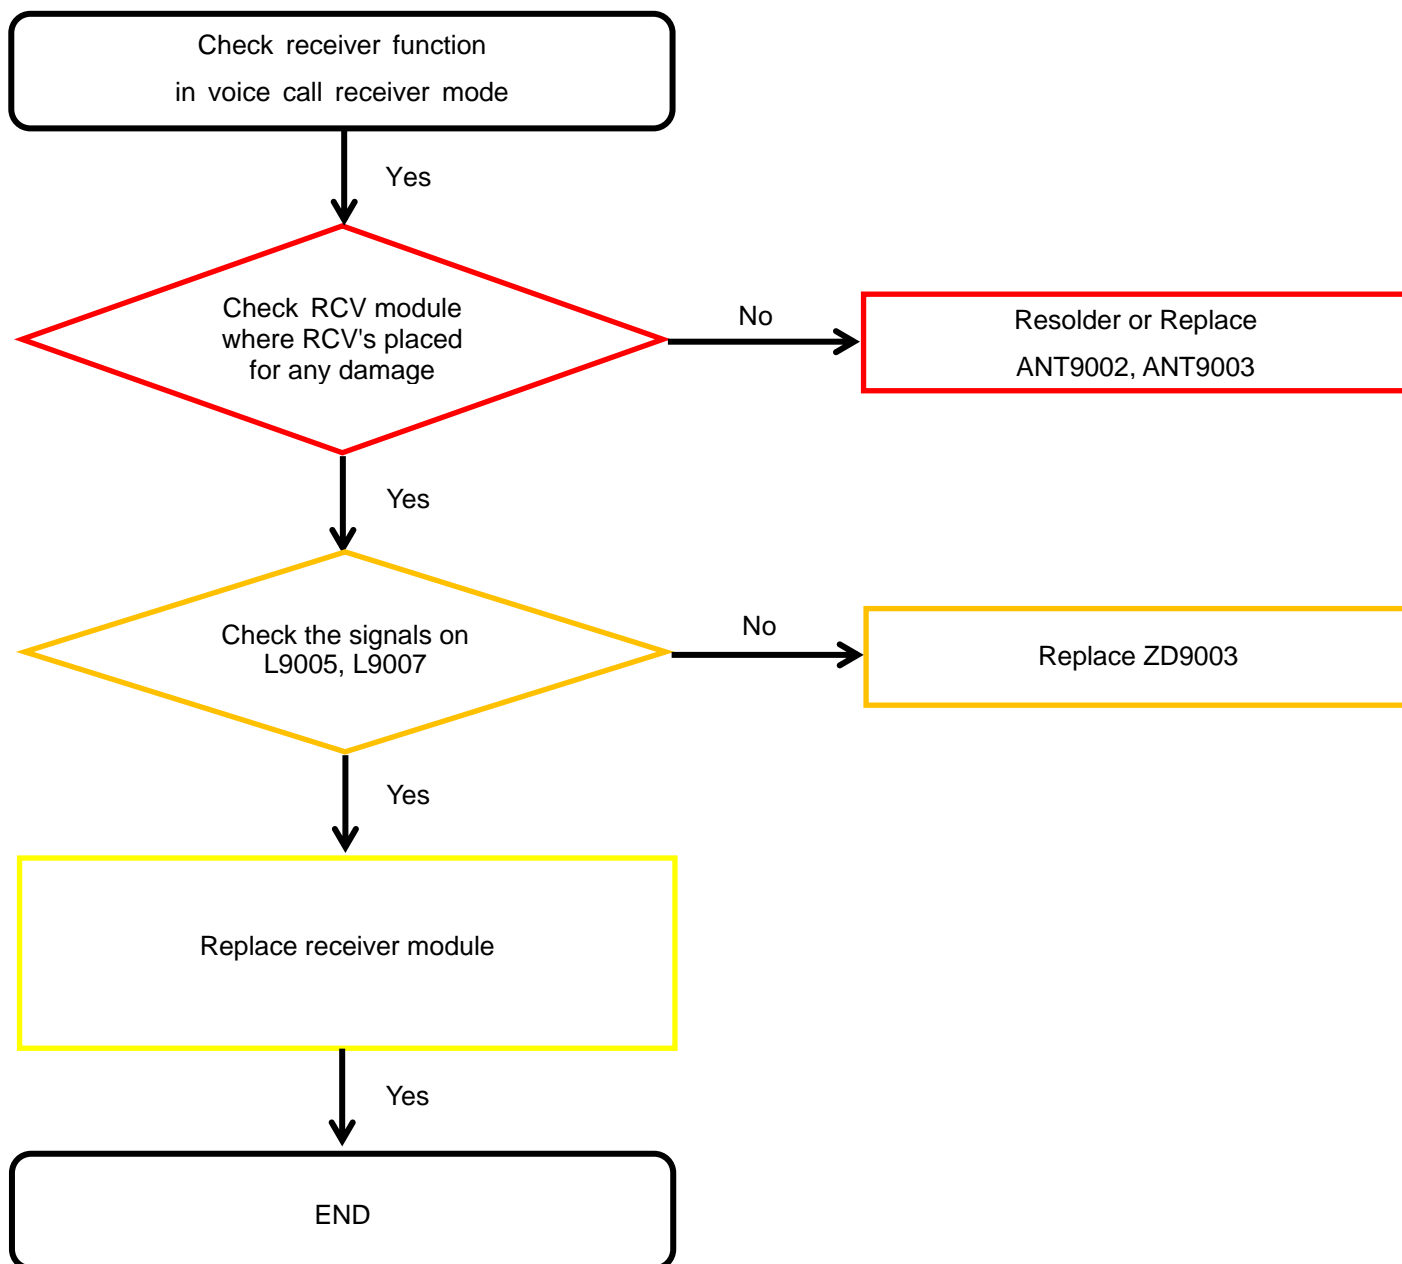 Check receiver function
in voice call receiver mode
Yes
Check RCV module
where RCV's placed
for any damage
No
Resolder or Replace
ANT9002, ANT9003
Yes
Check the signals on
L9005, L9007
No
Replace ZD9003
Yes
Replace receiver module
Yes
END